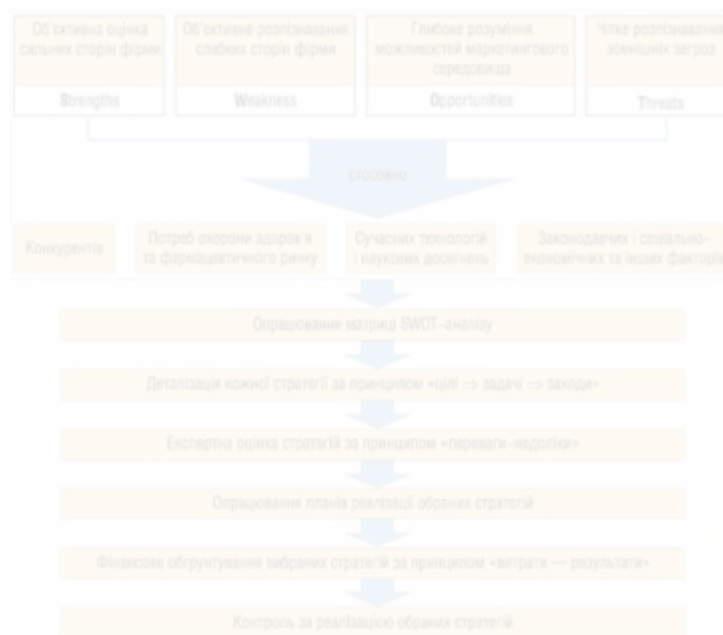 Об'єктивна оцінка
сильних сторін фірми
Strengths
Об'єктивне розпізнавання
слабких сторін фірми
Weakness
Глибоке розуміння
можливостей маркетингового
середовища
Opportunities
Чітке розпізнавання
зовнішніх загроз
Threats
стосовно
Конкурентів
Потреб охорони здоров'я
та фармацевтичного ринку
Сучасних технологій
і наукових досягнень
Законодавчих і соціально-
економічних та інших факторів
Опрацювання матриці SWOT-аналізу
Деталізація кожної стратегії за принципом «цілі ⇒ задачі ⇒ заходи»
Експертна оцінка стратегій за принципом «переваги-недоліки»
Опрацювання планів реалізації обраних стратегій
Фінансове обґрунтування вибраних стратегій за принципом «витрати — результати»
Контроль за реалізацією обраних стратегій